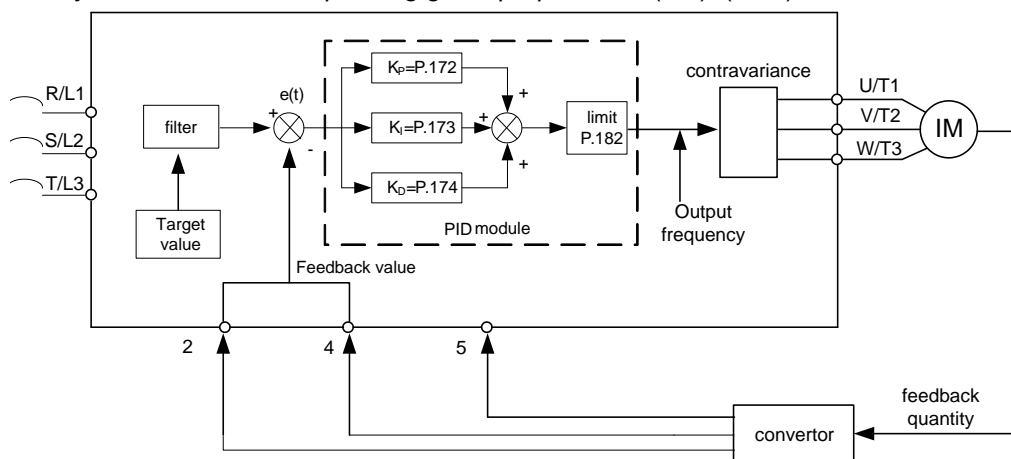 R/L1
S/L2
T/L3
filter
Target
value
+
e(t)
-
Kp=P.172
KI=P.173
KD=P.174
+
+
+
limit
P.182
PID module
contravariance
Output
frequency
U/T1
V/T2
W/T3
IM
Feedback value
2
4
5
convertor
feedback
quantity